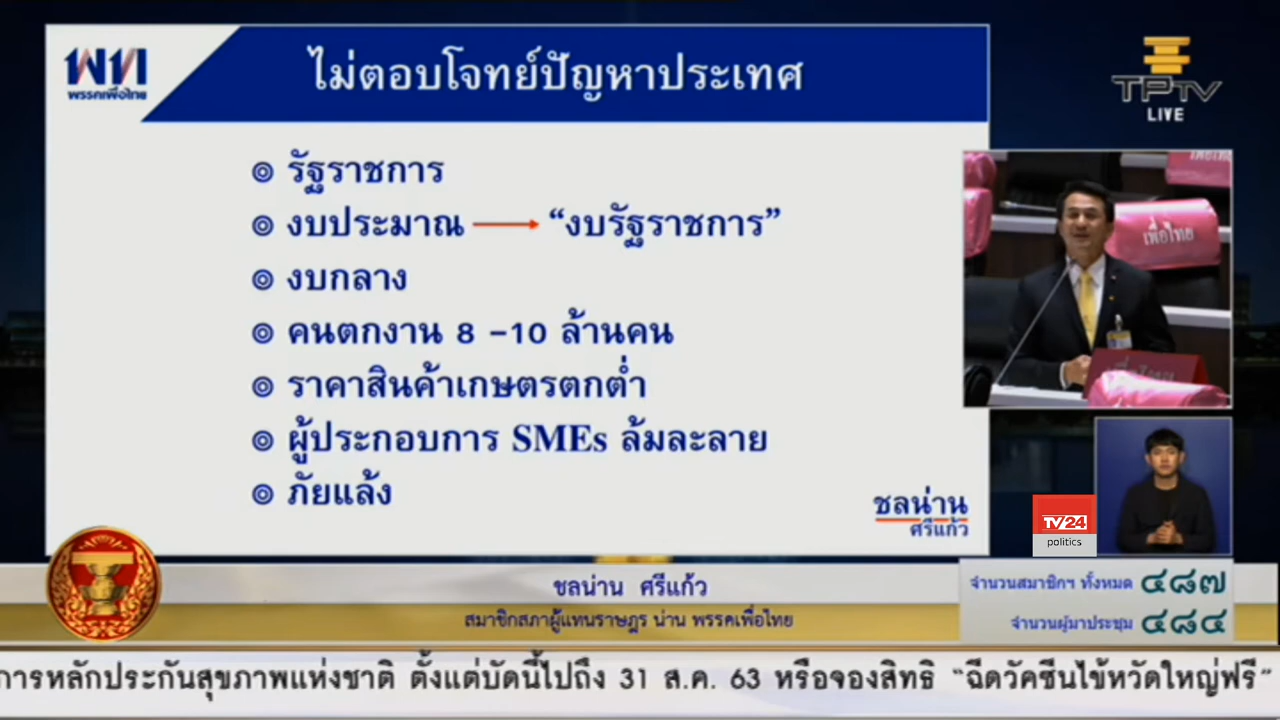 พท
พรรคเพื่อไทย
ไม่ตอบโจทย์ปัญหาประเทศ
TPTV
LIVE
๏ รัฐราชการ
๏ งบประมาณ → “งบรัฐราชการ”
๏ งบกลาง
๏ คนตกงาน 8 –10 ล้านคน
๏ ราคาสินค้าเกษตรตกต่ำ
๏ ผู้ประกอบการ SMEs ล้มละลาย
๏ ภัยแล้ง
เพื่อไทย
ชลน่าน
ศรีแก้ว
TV24
politics
ชลน่าน ศรีแก้ว
สมาชิกสภาผู้แทนราษฎร น่าน พรรคเพื่อไทย
จำนวนสมาชิกฯ ทั้งหมด ๔๘๗
จำนวนผู้มาประชุม ๔๘๔
การหลักประกันสุขภาพแห่งชาติ ตั้งแต่บัดนี้ไปถึง 31 ส.ค. 63 หรือจองสิทธิ “ฉีดวัคซีนไข้หวัดใหญ่ฟรี”